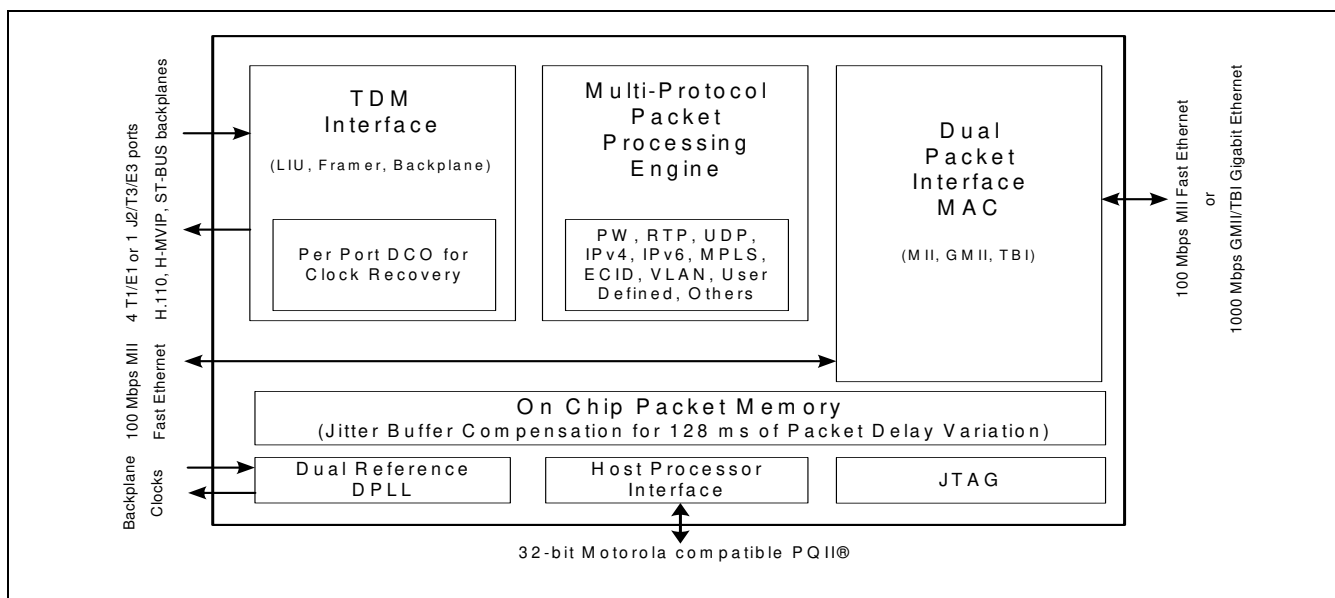 TDM
Interface
(LIU, Framer, Backplane)
Per Port DCO for
Clock Recovery
Multi-Protocol
Packet
Processing
Engine
PW, RTP, UDP,
IPv4, IPv6, MPLS,
ECID, VLAN, User
Defined, Others
Dual
Packet
Interface
MAC
(MII, GMII, TBI)
On Chip Packet Memory
(Jitter Buffer Compensation for 128 ms of Packet Delay Variation)
Dual Reference
DPLL
Host Processor
Interface
JTAG
32-bit Motorola compatible PQII®
4 T1/E1 or 1 J2/T3/E3 ports
H.110, H-MVIP, ST-BUS backplanes
100 Mbps MII
Fast Ethernet
Backplane
Clocks
100 Mbps MII Fast Ethernet
or
1000 Mbps GMII/TBI Gigabit Ethernet